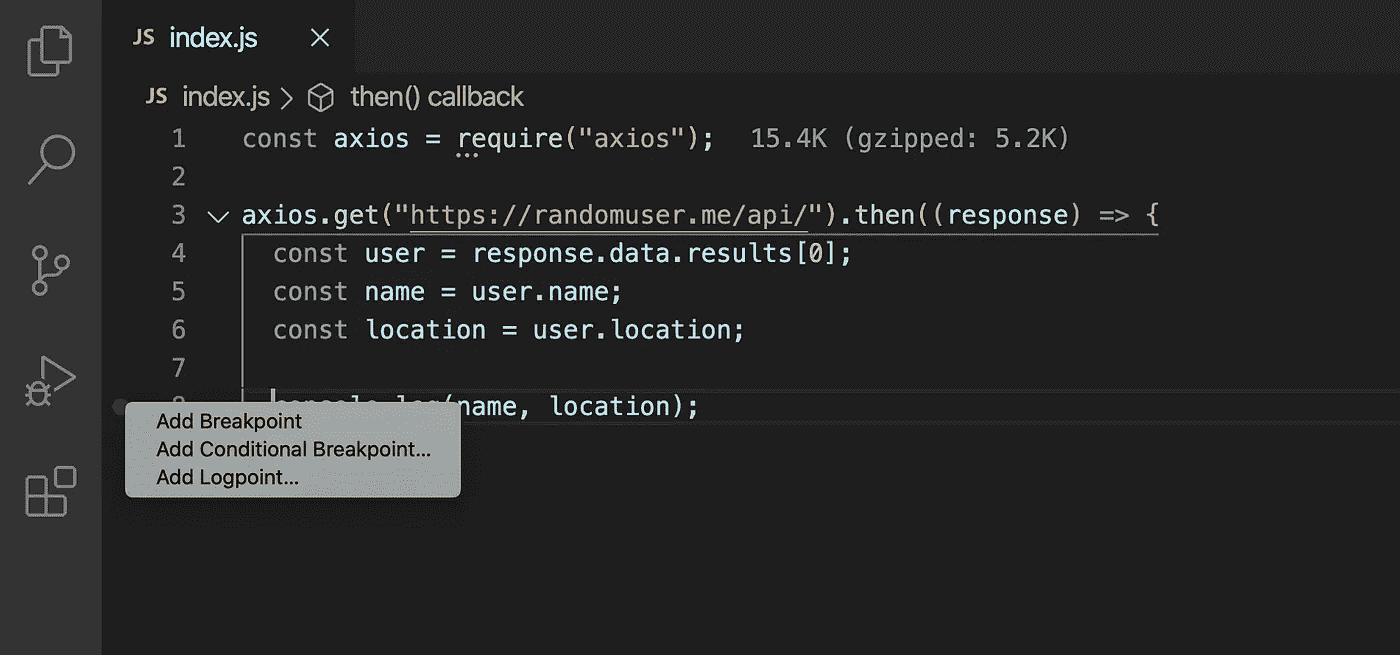 JS index.js
JS index.js then() callback
1 const axios = require("axios"); 15.4K (gzipped: 5.2K)
2
3 axios.get("https://randomuser.me/api/").then((response) => {
4 const user = response.data.results[0];
5 const name = user.name;
6 const location = user.location;
7
8 console.log(name, location);
Add Breakpoint
Add Conditional Breakpoint...
Add Logpoint...